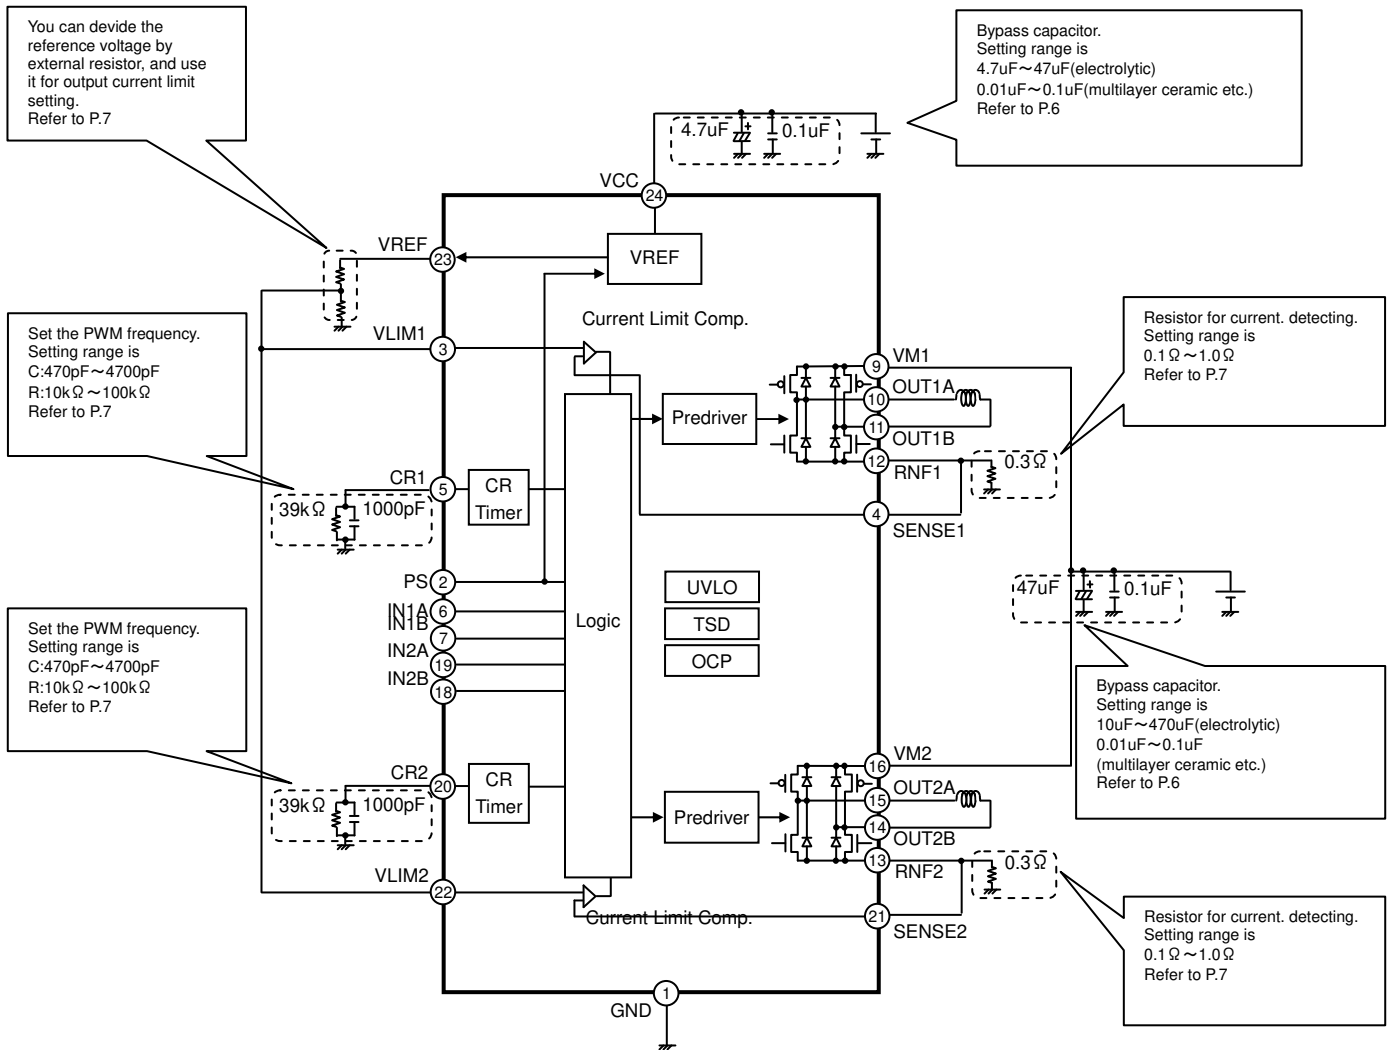 You can devide the
reference voltage by
external resistor, and use
it for output current limit
setting.
Refer to P.7
Bypass capacitor.
Setting range is
4.7uF～47uF(electrolytic)
0.01uF～0.1uF(multilayer ceramic etc.)
Refer to P.6
4.7uF
+
0.1uF
VCC
24
VREF
23
VREF
Current Limit Comp.
Set the PWM frequency.
Setting range is
C:470pF～4700pF
R:10kΩ～100kΩ
Refer to P.7
VLIM1
3
Resistor for current. detecting.
Setting range is
0.1Ω～1.0Ω
Refer to P.7
9
VM1
10
OUT1A
Predriver
11
OUT1B
12
RNF1
0.3Ω
CR1
5
CR
Timer
39kΩ
1000pF
4
SENSE1
PS
2
IN1A
6
IN1B
7
IN2A
19
IN2B
18
Logic
UVLO
TSD
OCP
47uF
+
0.1uF
Set the PWM frequency.
Setting range is
C:470pF～4700pF
R:10kΩ～100kΩ
Refer to P.7
Bypass capacitor.
Setting range is
10uF～470uF(electrolytic)
0.01uF～0.1uF
(multilayer ceramic etc.)
Refer to P.6
CR2
20
CR
Timer
39kΩ
1000pF
16
VM2
15
OUT2A
Predriver
14
OUT2B
13
RNF2
0.3Ω
VLIM2
22
Current Limit Comp.
21
SENSE2
Resistor for current. detecting.
Setting range is
0.1Ω～1.0Ω
Refer to P.7
GND
1